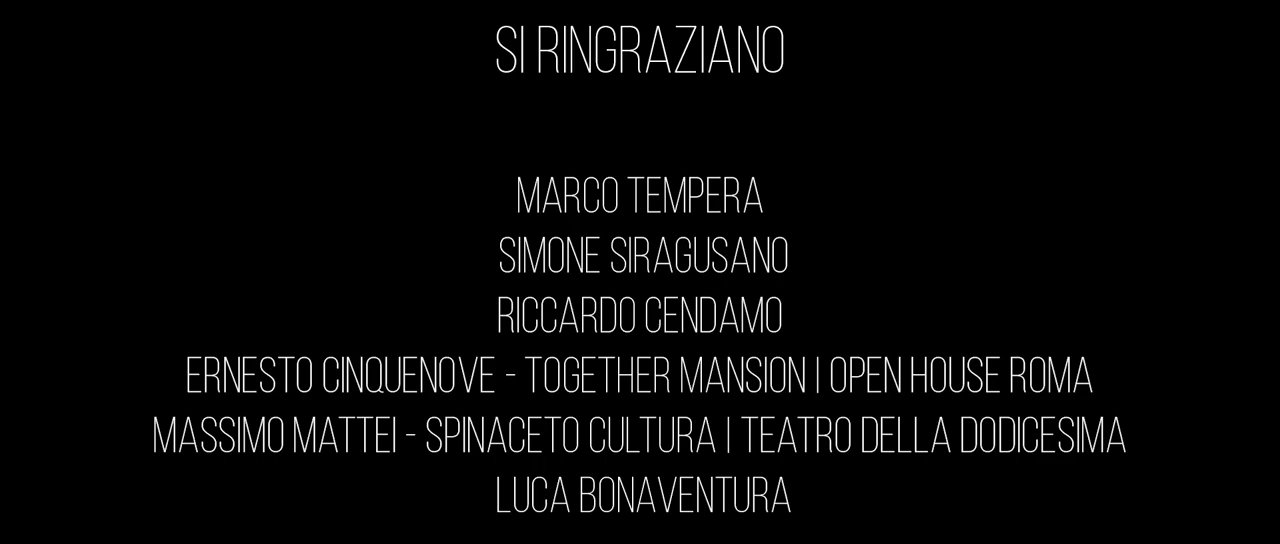 SI RINGRAZIANO
MARCO TEMPERA
SIMONE SIRAGUSANO
RICCARDO CENDAMO
ERNESTO CINQUENOVE - TOGETHER MANSION | OPEN HOUSE ROMA
MASSIMO MATTEI - SPINACETO CULTURA | TEATRO DELLA DODICESIMA
LUCA BONAVENTURA